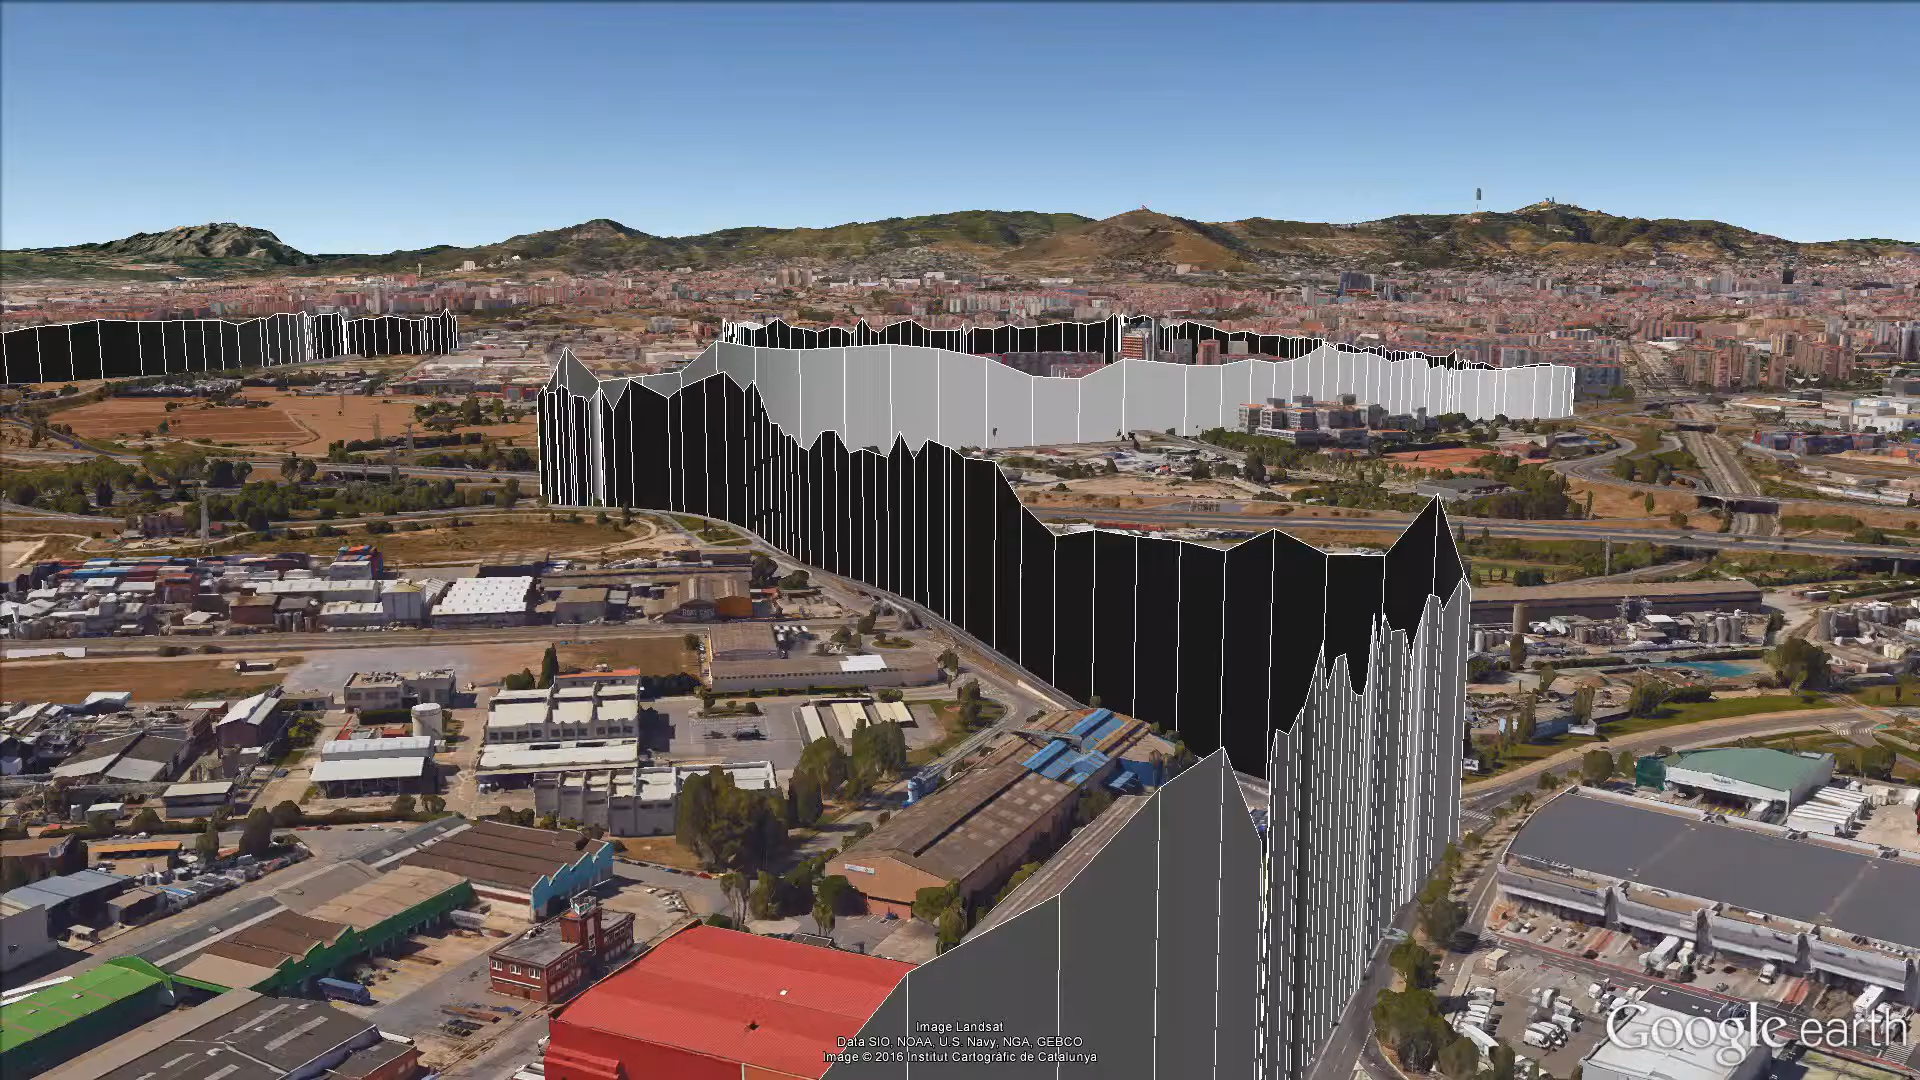 Image Landsat
Data SIO, NOAA, U.S. Navy, NGA, GEBCO
Image © 2016 Institut Cartogràfic de Catalunya
Google earth